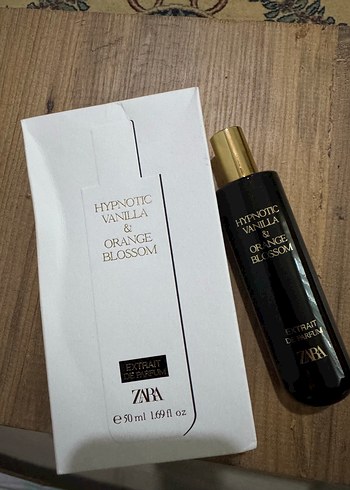 HYPNOTIC
VANILLA
&
ORANGE
BLOSSOM
EXTRAIT
DE PARFUM
ZARA
℮ 50 ml 1.69 fl oz
HYPNOTIC
VANILLA
&
ORANGE
BLOSSOM
EXTRAIT
DE PARFUM
ZARA